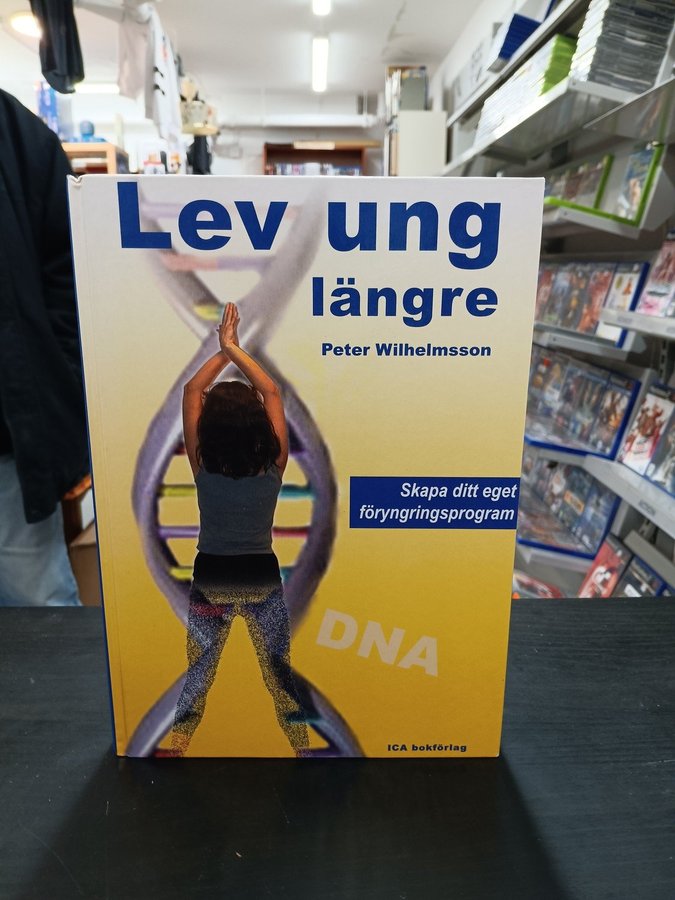 Lev ung
längre
Peter Wilhelmsson
Skapa ditt eget
föryngringsprogram
DNA
ICA bokförlag